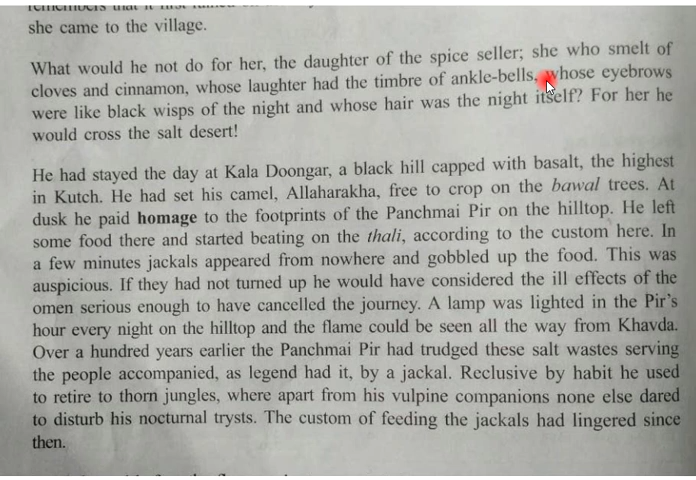 she came to the village.
What would he not do for her, the daughter of the spice seller; she who smelt of
cloves and cinnamon, whose laughter had the timbre of ankle-bells, whose eyebrows
were like black wisps of the night and whose hair was the night itself? For her he
would cross the salt desert!
He had stayed the day at Kala Doongar, a black hill capped with basalt, the highest
in Kutch. He had set his camel, Allaharakha, free to crop on the bawal trees. At
dusk he paid homage to the footprints of the Panchmai Pir on the hilltop. He left
some food there and started beating on the thali, according to the custom here. In
a few minutes jackals appeared from nowhere and gobbled up the food. This was
auspicious. If they had not turned up he would have considered the ill effects of the
omen serious enough to have cancelled the journey. A lamp was lighted in the Pir's
hour every night on the hilltop and the flame could be seen all the way from Khavda.
Over a hundred years earlier the Panchmai Pir had trudged these salt wastes serving
the people accompanied, as legend had it, by a jackal. Reclusive by habit he used
to retire to thorn jungles, where apart from his vulpine companions none else dared
to disturb his nocturnal trysts. The custom of feeding the jackals had lingered since
then.